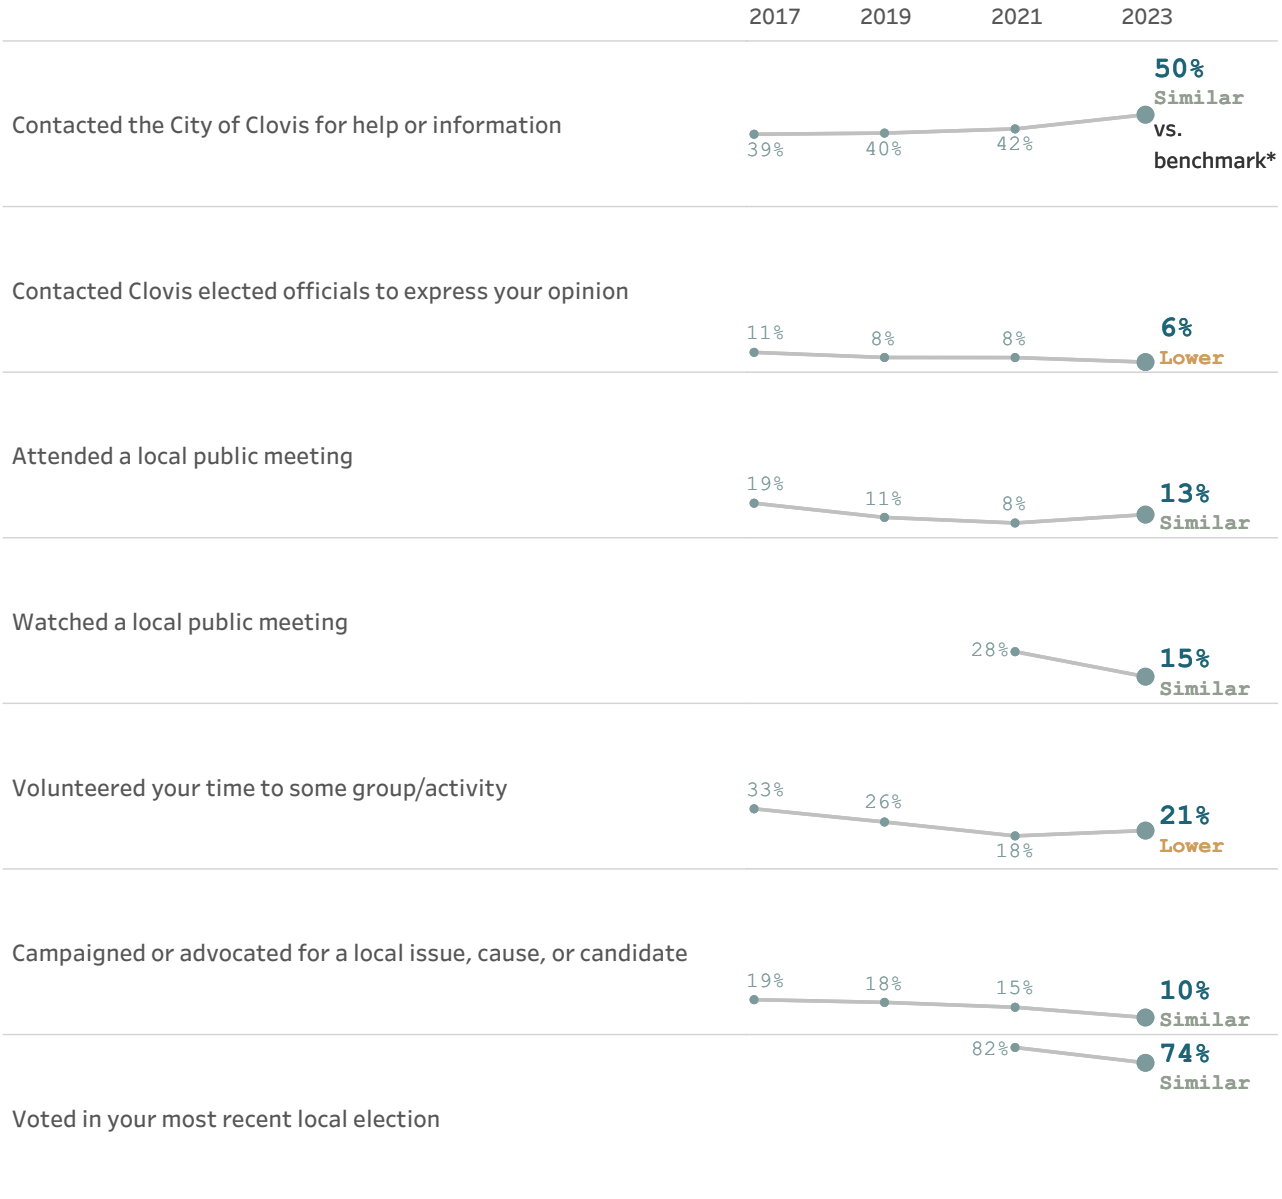 2017 2019 2021 2023
50%
Similar
Contacted the City of Clovis for help or information
vs.
39% 40% 42%
benchmark*
Contacted Clovis elected officials to express your opinion
11% 8% 8% 6%
Lower
Attended a local public meeting
19% 11% 8% 13%
Similar
Watched a local public meeting
28% 15%
Similar
Volunteered your time to some group/activity
33% 26% 21%
18% Lower
Campaigned or advocated for a local issue, cause, or candidate
19% 18% 15% 10%
Similar
82% 74%
Similar
Voted in your most recent local election